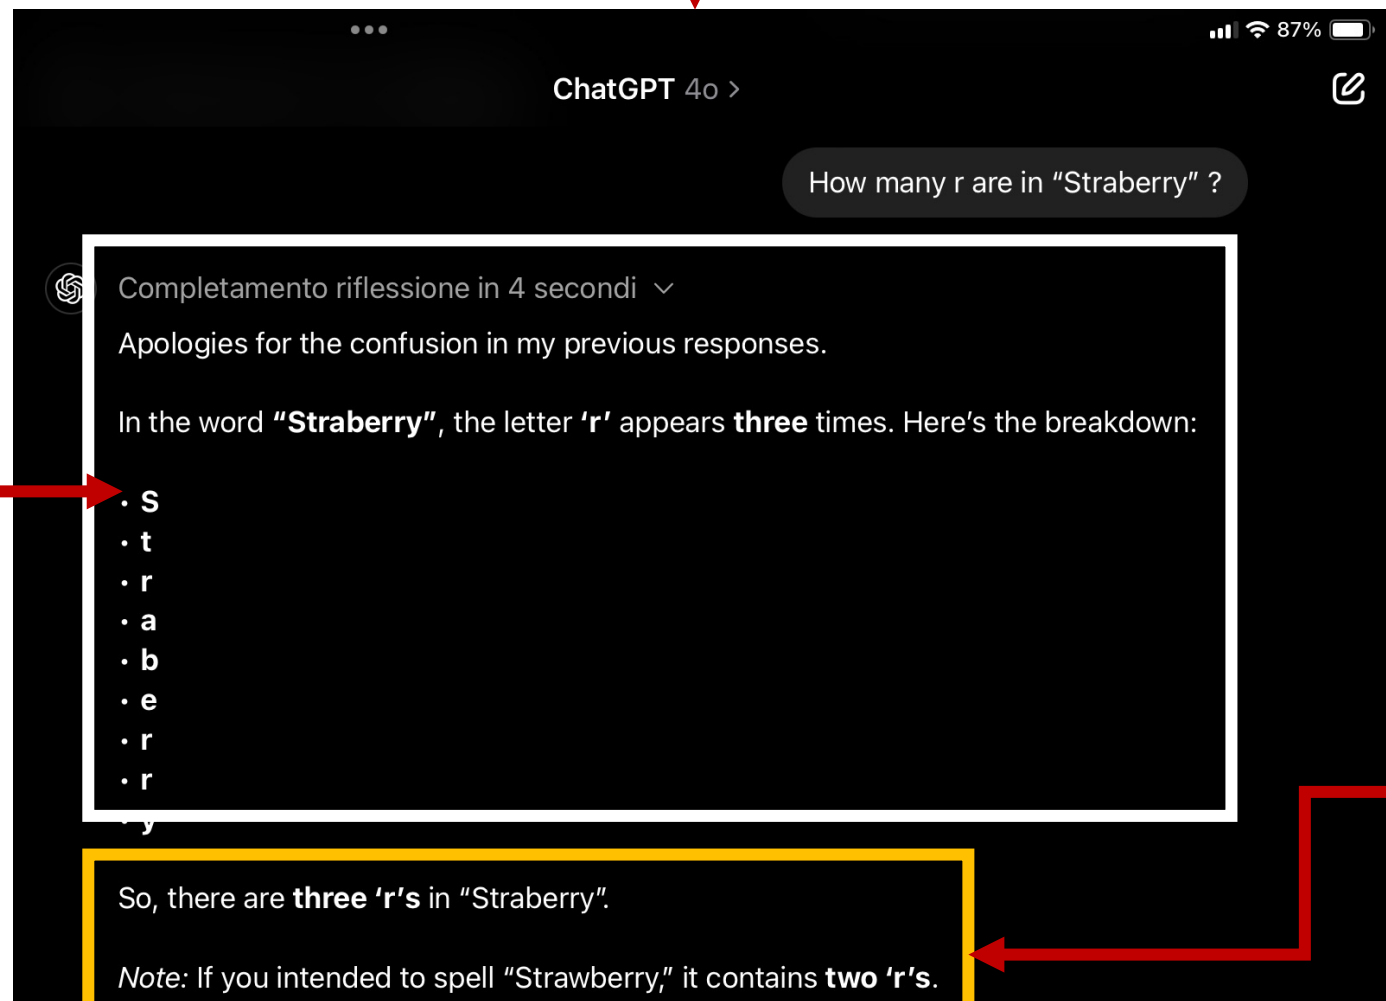 87%
ChatGPT 4o >
How many r are in “Straberry” ?
Completamento riflessione in 4 secondi
Apologies for the confusion in my previous responses.
In the word “Straberry”, the letter ‘r’ appears three times. Here’s the breakdown:
• S
• t
• r
• a
• b
• e
• r
• r
• y
So, there are three ‘r’s in “Straberry”.
Note: If you intended to spell “Strawberry,” it contains two ‘r’s.